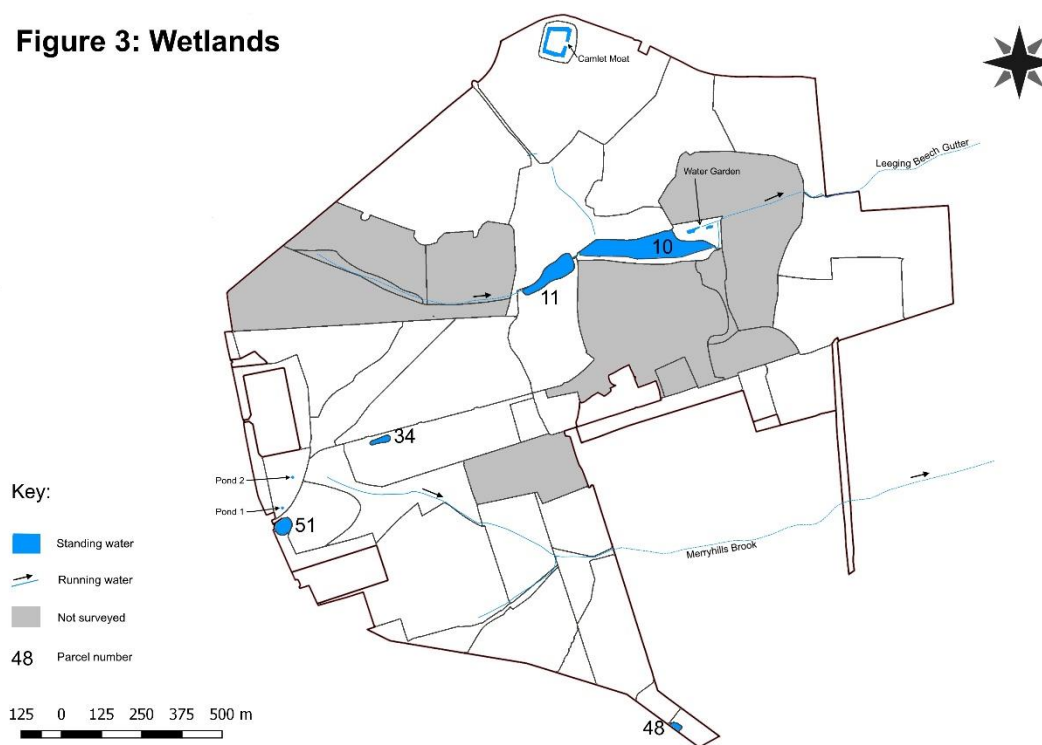 Figure 3: Wetlands
Camlet Moat
Leeging Beech Gutter
Water Garden
10
11
34
Pond 2
Pond 1
51
Merryhills Brook
48
Key:
Standing water
Running water
Not surveyed
48 Parcel number
125 0 125 250 375 500 m